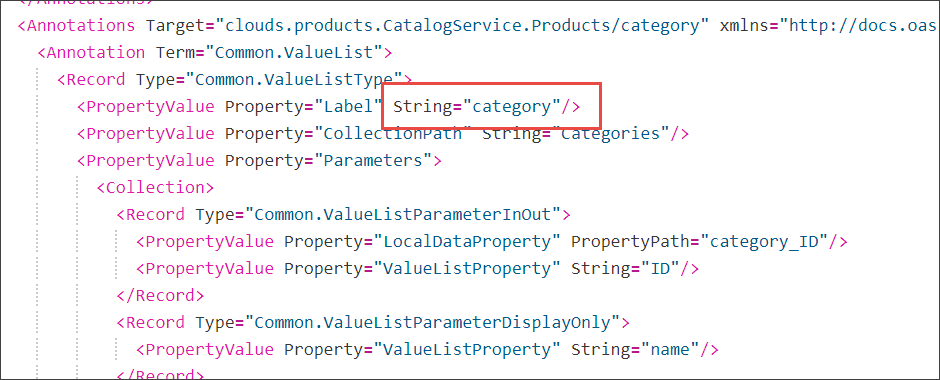 </Annotations>
<Annotations Target="clouds.products.CatalogService.Products/category" xmlns="http://docs.oas
<Annotation Term="Common.ValueList">
<Record Type="Common.ValueListType">
<PropertyValue Property="Label" String="category"/>
<PropertyValue Property="CollectionPath" String="Categories"/>
<PropertyValue Property="Parameters">
<Collection>
<Record Type="Common.ValueListParameterInOut">
<PropertyValue Property="LocalDataProperty" PropertyPath="category_ID"/>
<PropertyValue Property="ValueListProperty" String="ID"/>
</Record>
<Record Type="Common.ValueListParameterDisplayOnly">
<PropertyValue Property="ValueListProperty" String="name"/>
</Record>